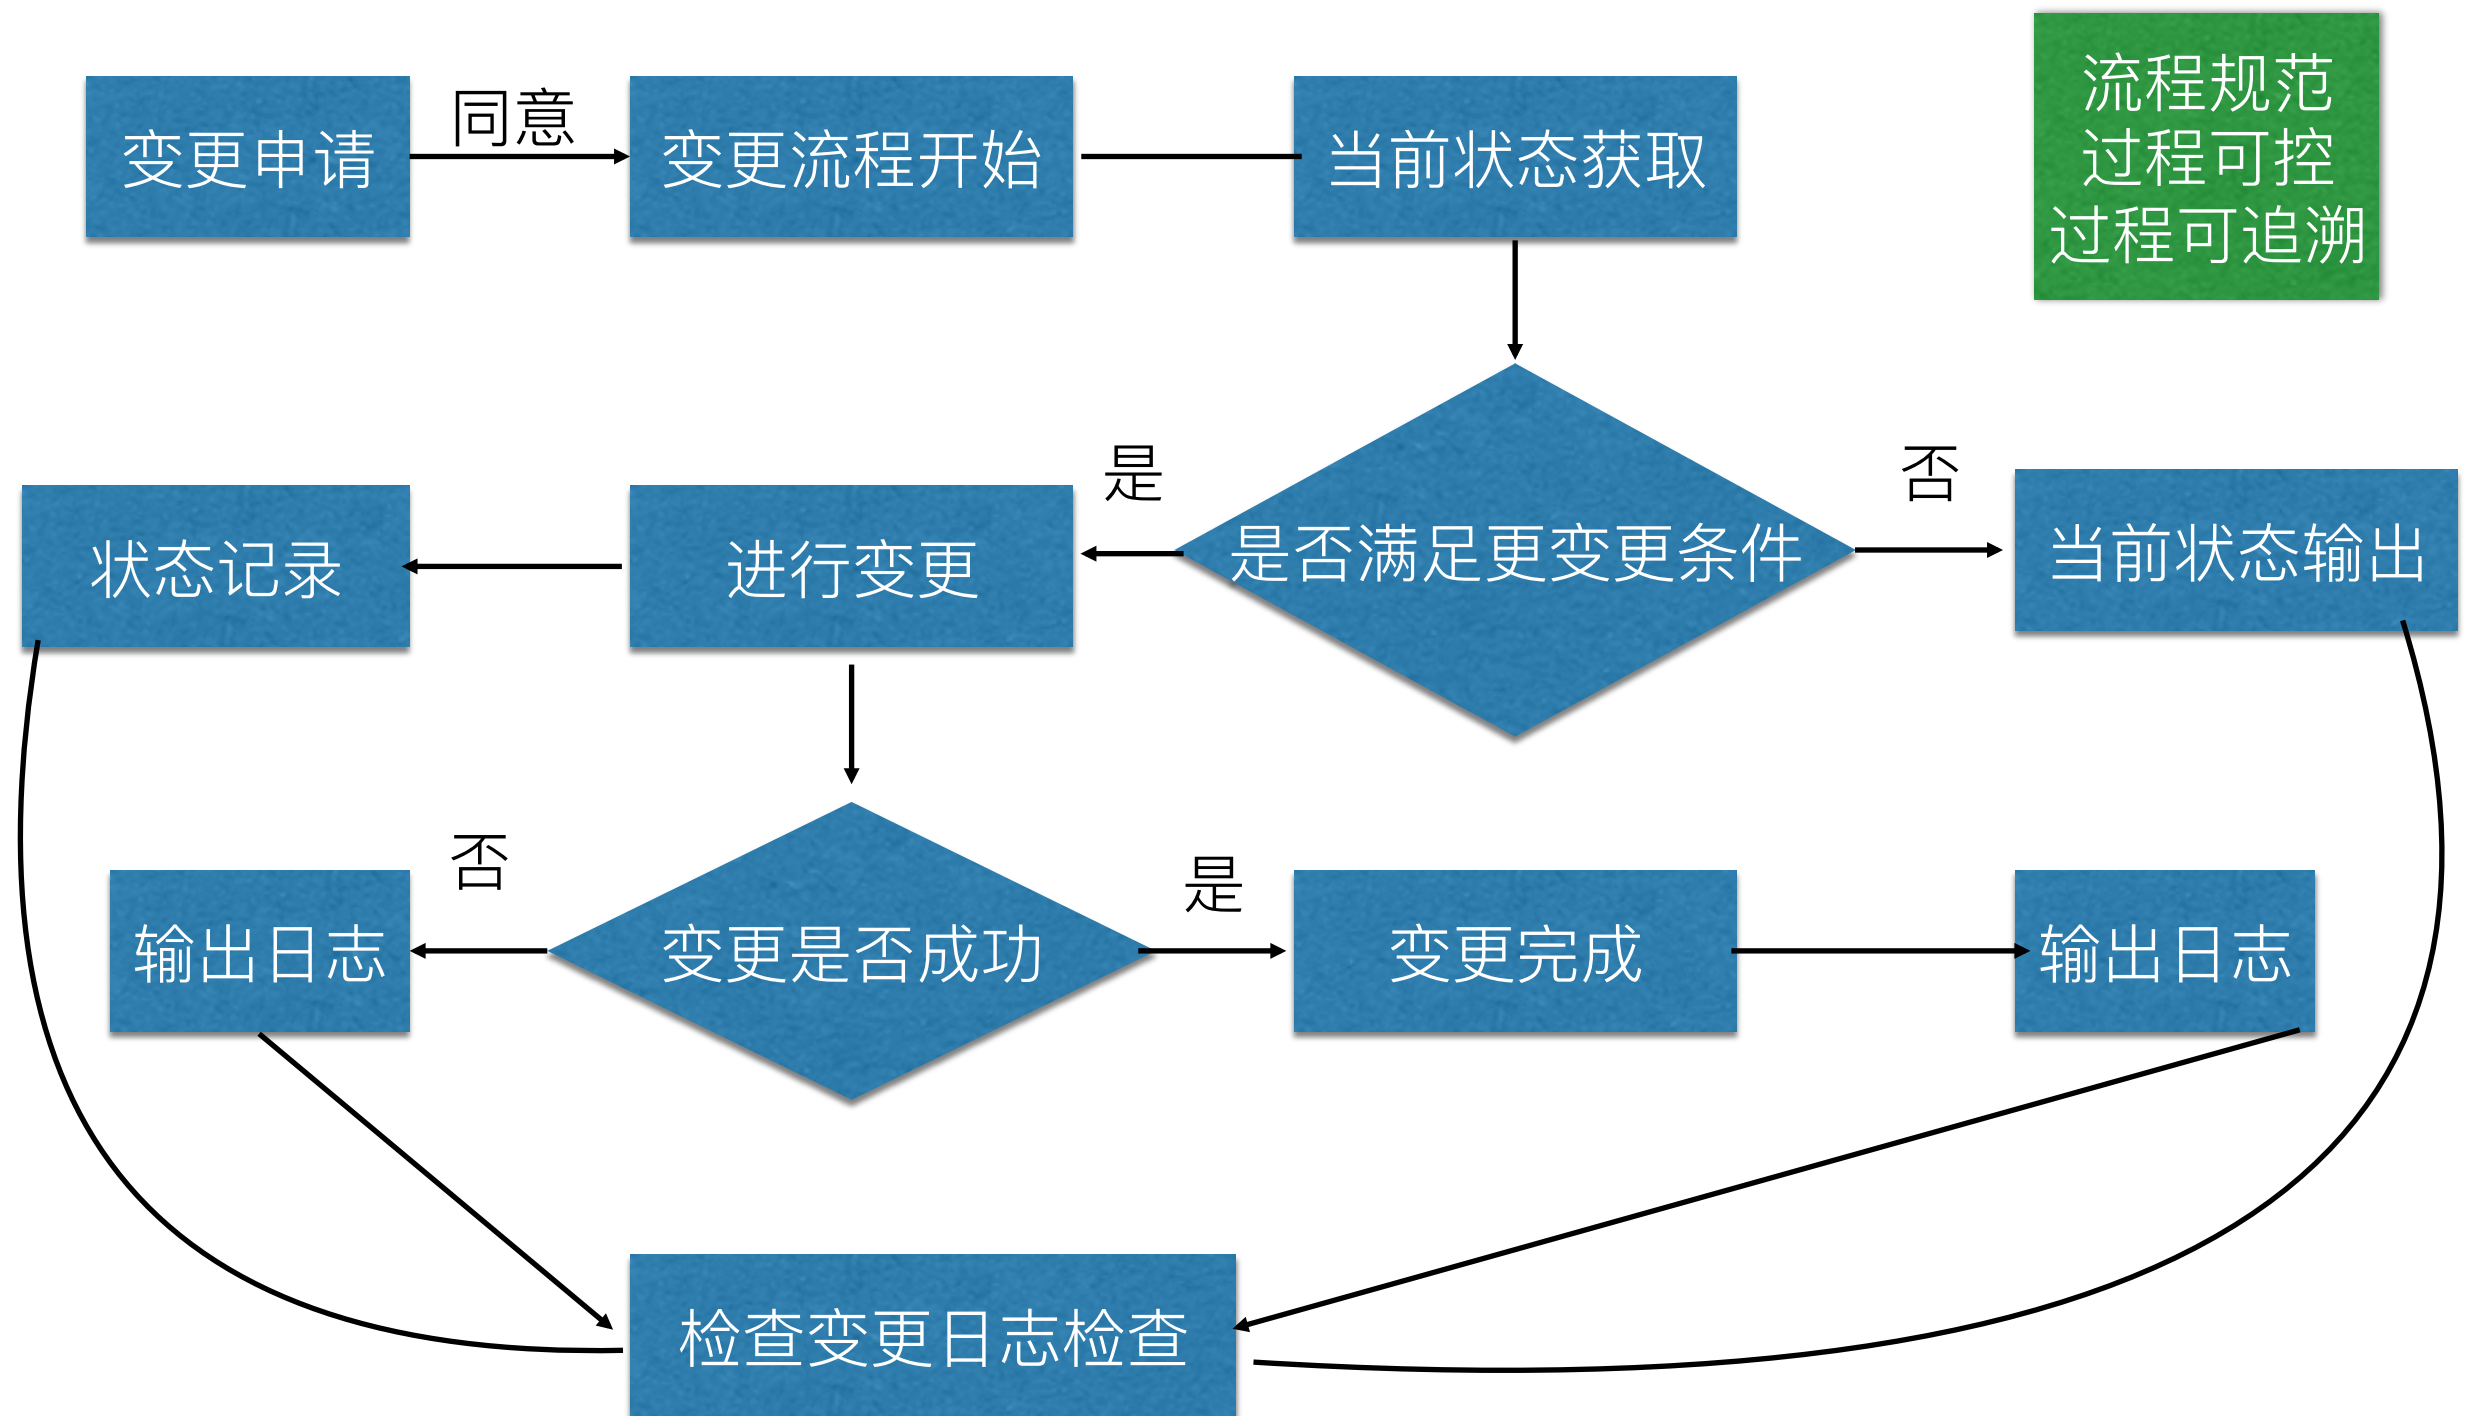 变更申请
同意
变更流程开始
当前状态获取
流程规范
过程可控
过程可追溯
状态记录
进行变更
是
是否满足更变更条件
否
当前状态输出
输出日志
否
变更是否成功
是
变更完成
输出日志
检查变更日志检查